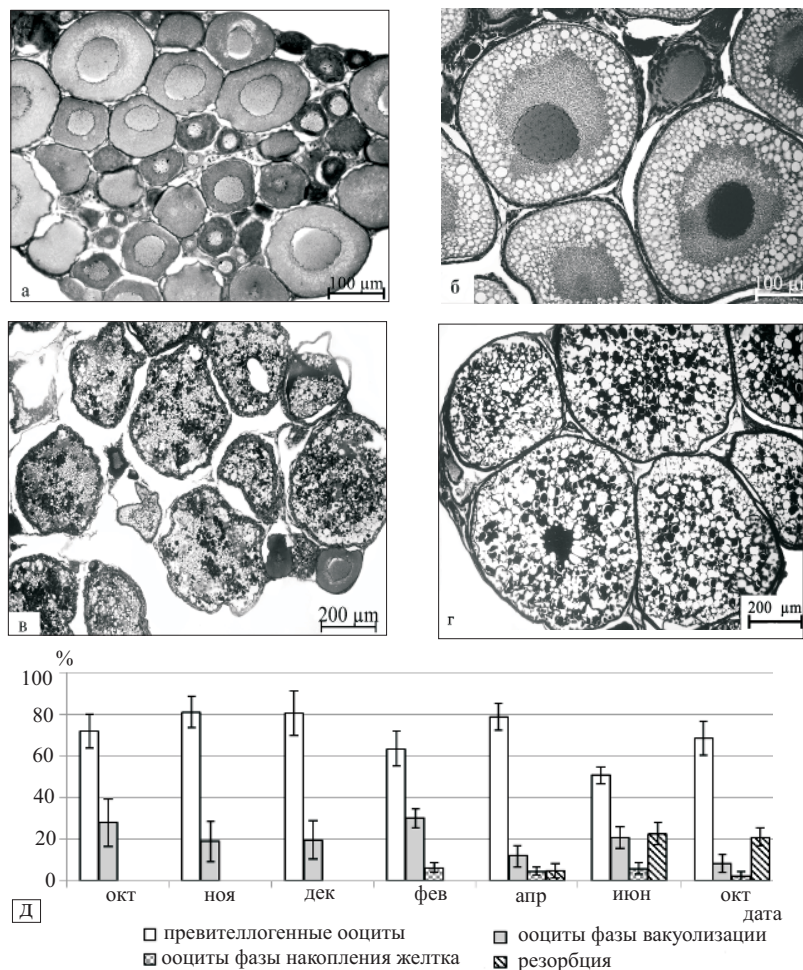 а
100 µm
б
100 µm
в
200 µm
г
200 µm
%
100
80
60
40
20
0
окт ноя дек фев апр июн окт
дата
Д
превителлогенные ооциты
ооциты фазы вакуолизации
ооциты фазы накопления желтка
резорбция